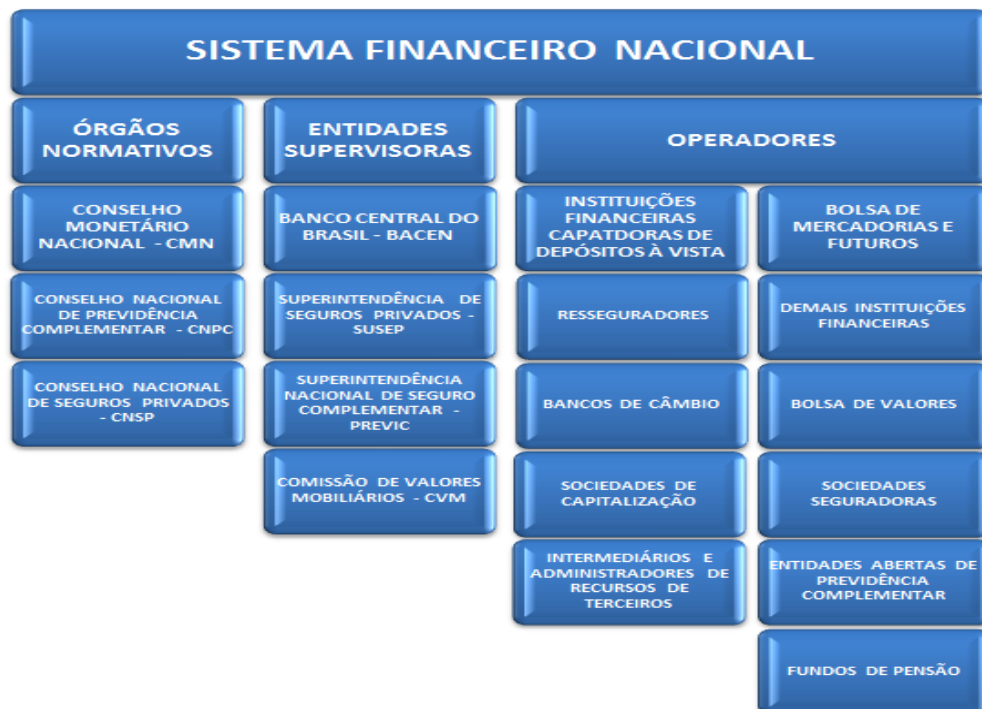 SISTEMA FINANCEIRO NACIONAL
ÓRGÃOS
NORMATIVOS
CONSELHO
MONETÁRIO
NACIONAL - CMN
CONSELHO NACIONAL
DE PREVIDÊNCIA
COMPLEMENTAR - CNPC
CONSELHO NACIONAL
DE SEGUROS PRIVADOS
- CNSP
ENTIDADES
SUPERVISORAS
BANCO CENTRAL DO
BRASIL - BACEN
SUPERINTENDÊNCIA DE
SEGUROS PRIVADOS -
SUSEP
SUPERINTENDÊNCIA
NACIONAL DE SEGURO
COMPLEMENTAR -
PREVIC
COMISSÃO DE VALORES
MOBILIÁRIOS - CVM
OPERADORES
INSTITUIÇÕES
FINANCEIRAS
CAPATDORAS DE
DEPÓSITOS À VISTA
RESSEGURADORES
BANCOS DE CÂMBIO
SOCIEDADES DE
CAPITALIZAÇÃO
INTERMEDIÁRIOS E
ADMINISTRADORES DE
RECURSOS DE
TERCEIROS
BOLSA DE
MERCADORIAS E
FUTUROS
DEMAIS INSTITUIÇÕES
FINANCEIRAS
BOLSA DE VALORES
SOCIEDADES
SEGURADORAS
ENTIDADES ABERTAS DE
PREVIDÊNCIA
COMPLEMENTAR
FUNDOS DE PENSÃO